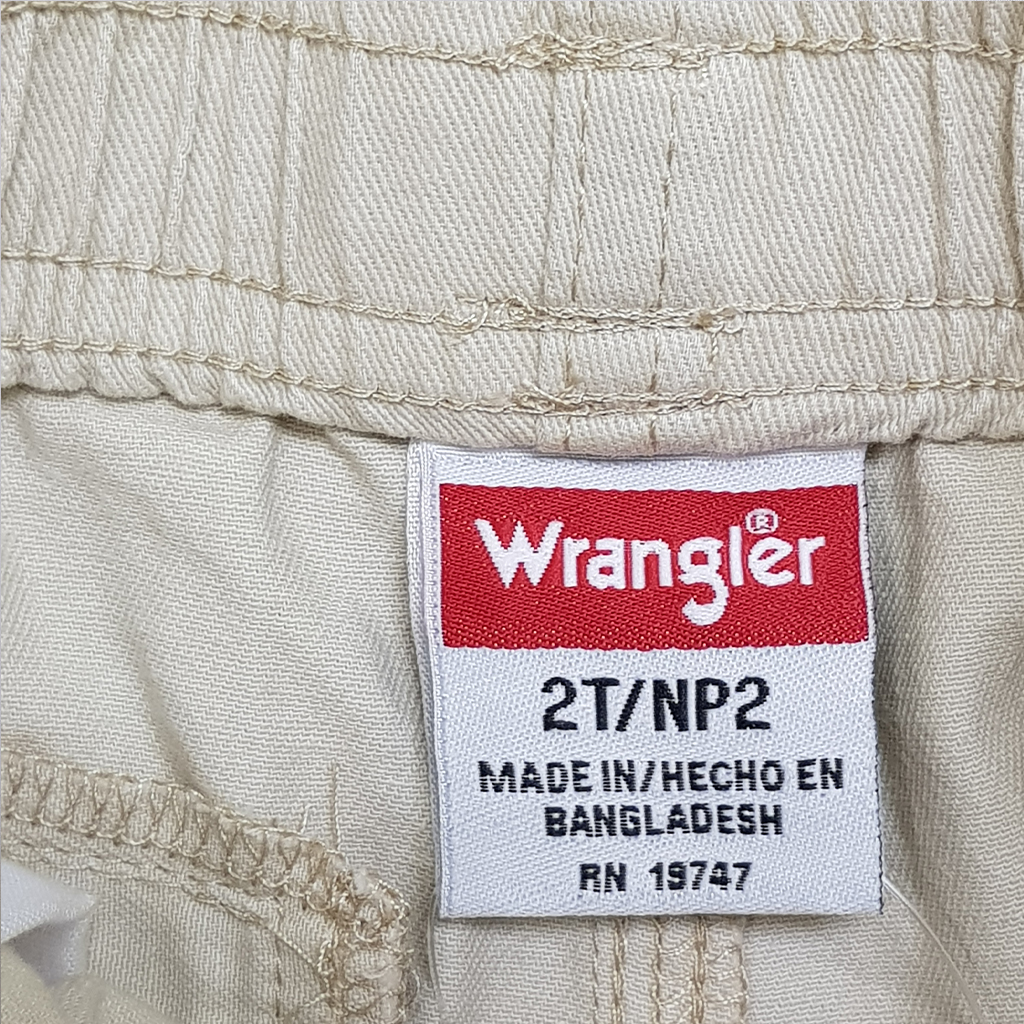 Wrangler®
2T/NP2
MADE IN/HECHO EN
BANGLADESH
RN 19747